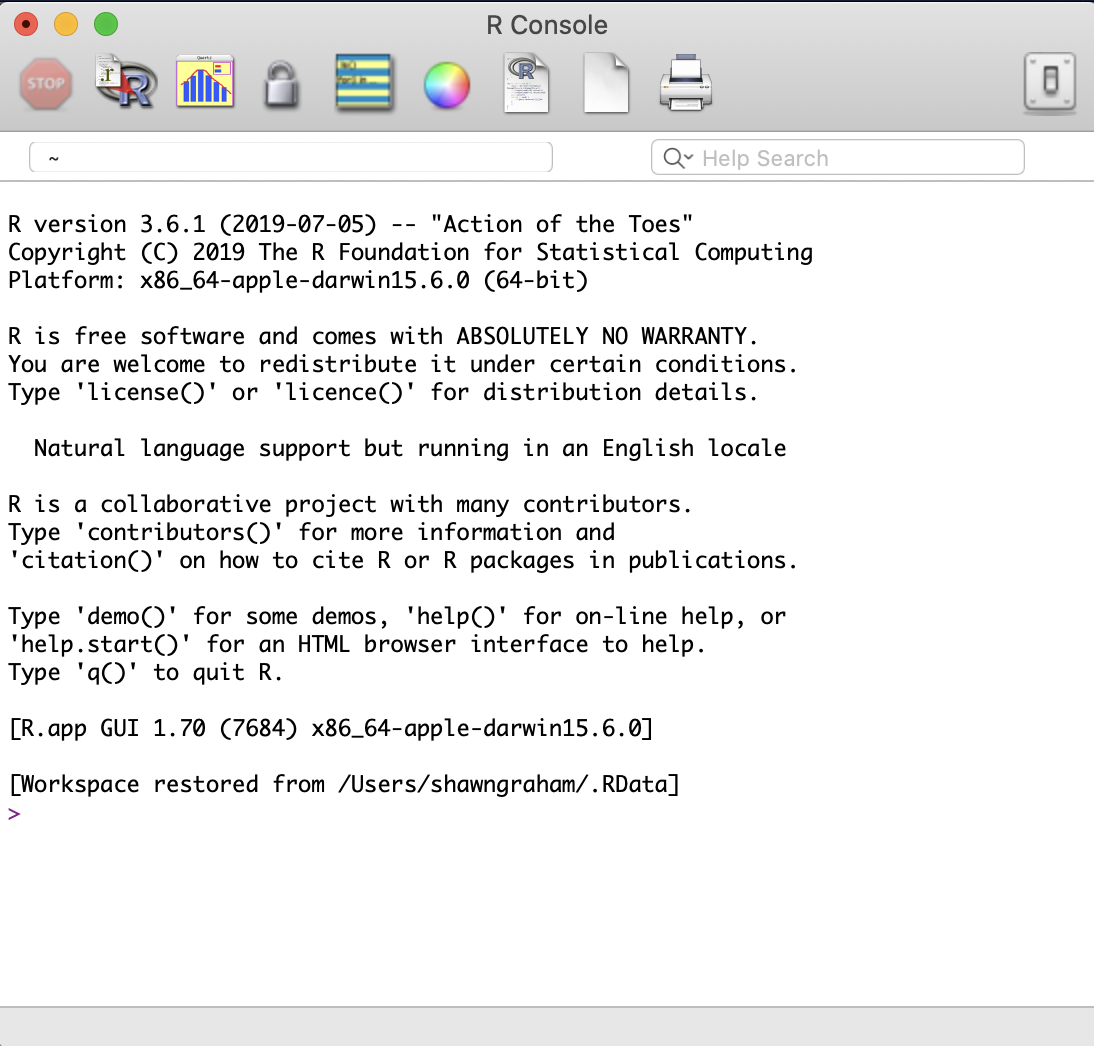 R Console
STOP
~
Help Search
R version 3.6.1 (2019-07-05) -- "Action of the Toes"
Copyright (C) 2019 The R Foundation for Statistical Computing
Platform: x86_64-apple-darwin15.6.0 (64-bit)
R is free software and comes with ABSOLUTELY NO WARRANTY.
You are welcome to redistribute it under certain conditions.
Type 'license()' or 'licence()' for distribution details.
Natural language support but running in an English locale
R is a collaborative project with many contributors.
Type 'contributors()' for more information and
'citation()' on how to cite R or R packages in publications.
Type 'demo()' for some demos, 'help()' for on-line help, or
'help.start()' for an HTML browser interface to help.
Type 'q()' to quit R.
[R.app GUI 1.70 (7684) x86_64-apple-darwin15.6.0]
[Workspace restored from /Users/shawngraham/.RData]
>